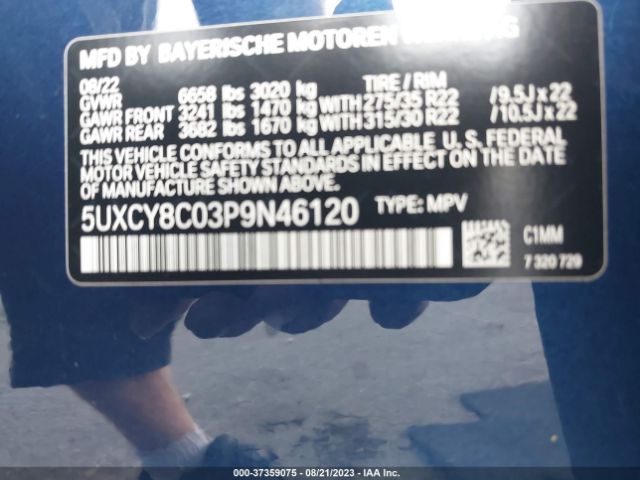 MFD BY BAYERISCHE MOTOREN WERKE AG
08/22
GVWR 6658 lbs 3020 kg TIRE / RIM
GAWR FRONT 3241 lbs 1470 kg WITH 275/35 R22 /9.5J x 22
GAWR REAR 3682 lbs 1670 kg WITH 315/30 R22 /10.5J x 22
THIS VEHICLE CONFORMS TO ALL APPLICABLE U. S. FEDERAL
MOTOR VEHICLE SAFETY STANDARDS IN EFFECT ON THE DATE
OF MANUFACTURE SHOWN ABOVE.
5UXCY8C03P9N46120 TYPE: MPV
C1MM
7 320 729
000-37359075 - 08/21/2023 - IAA Inc.